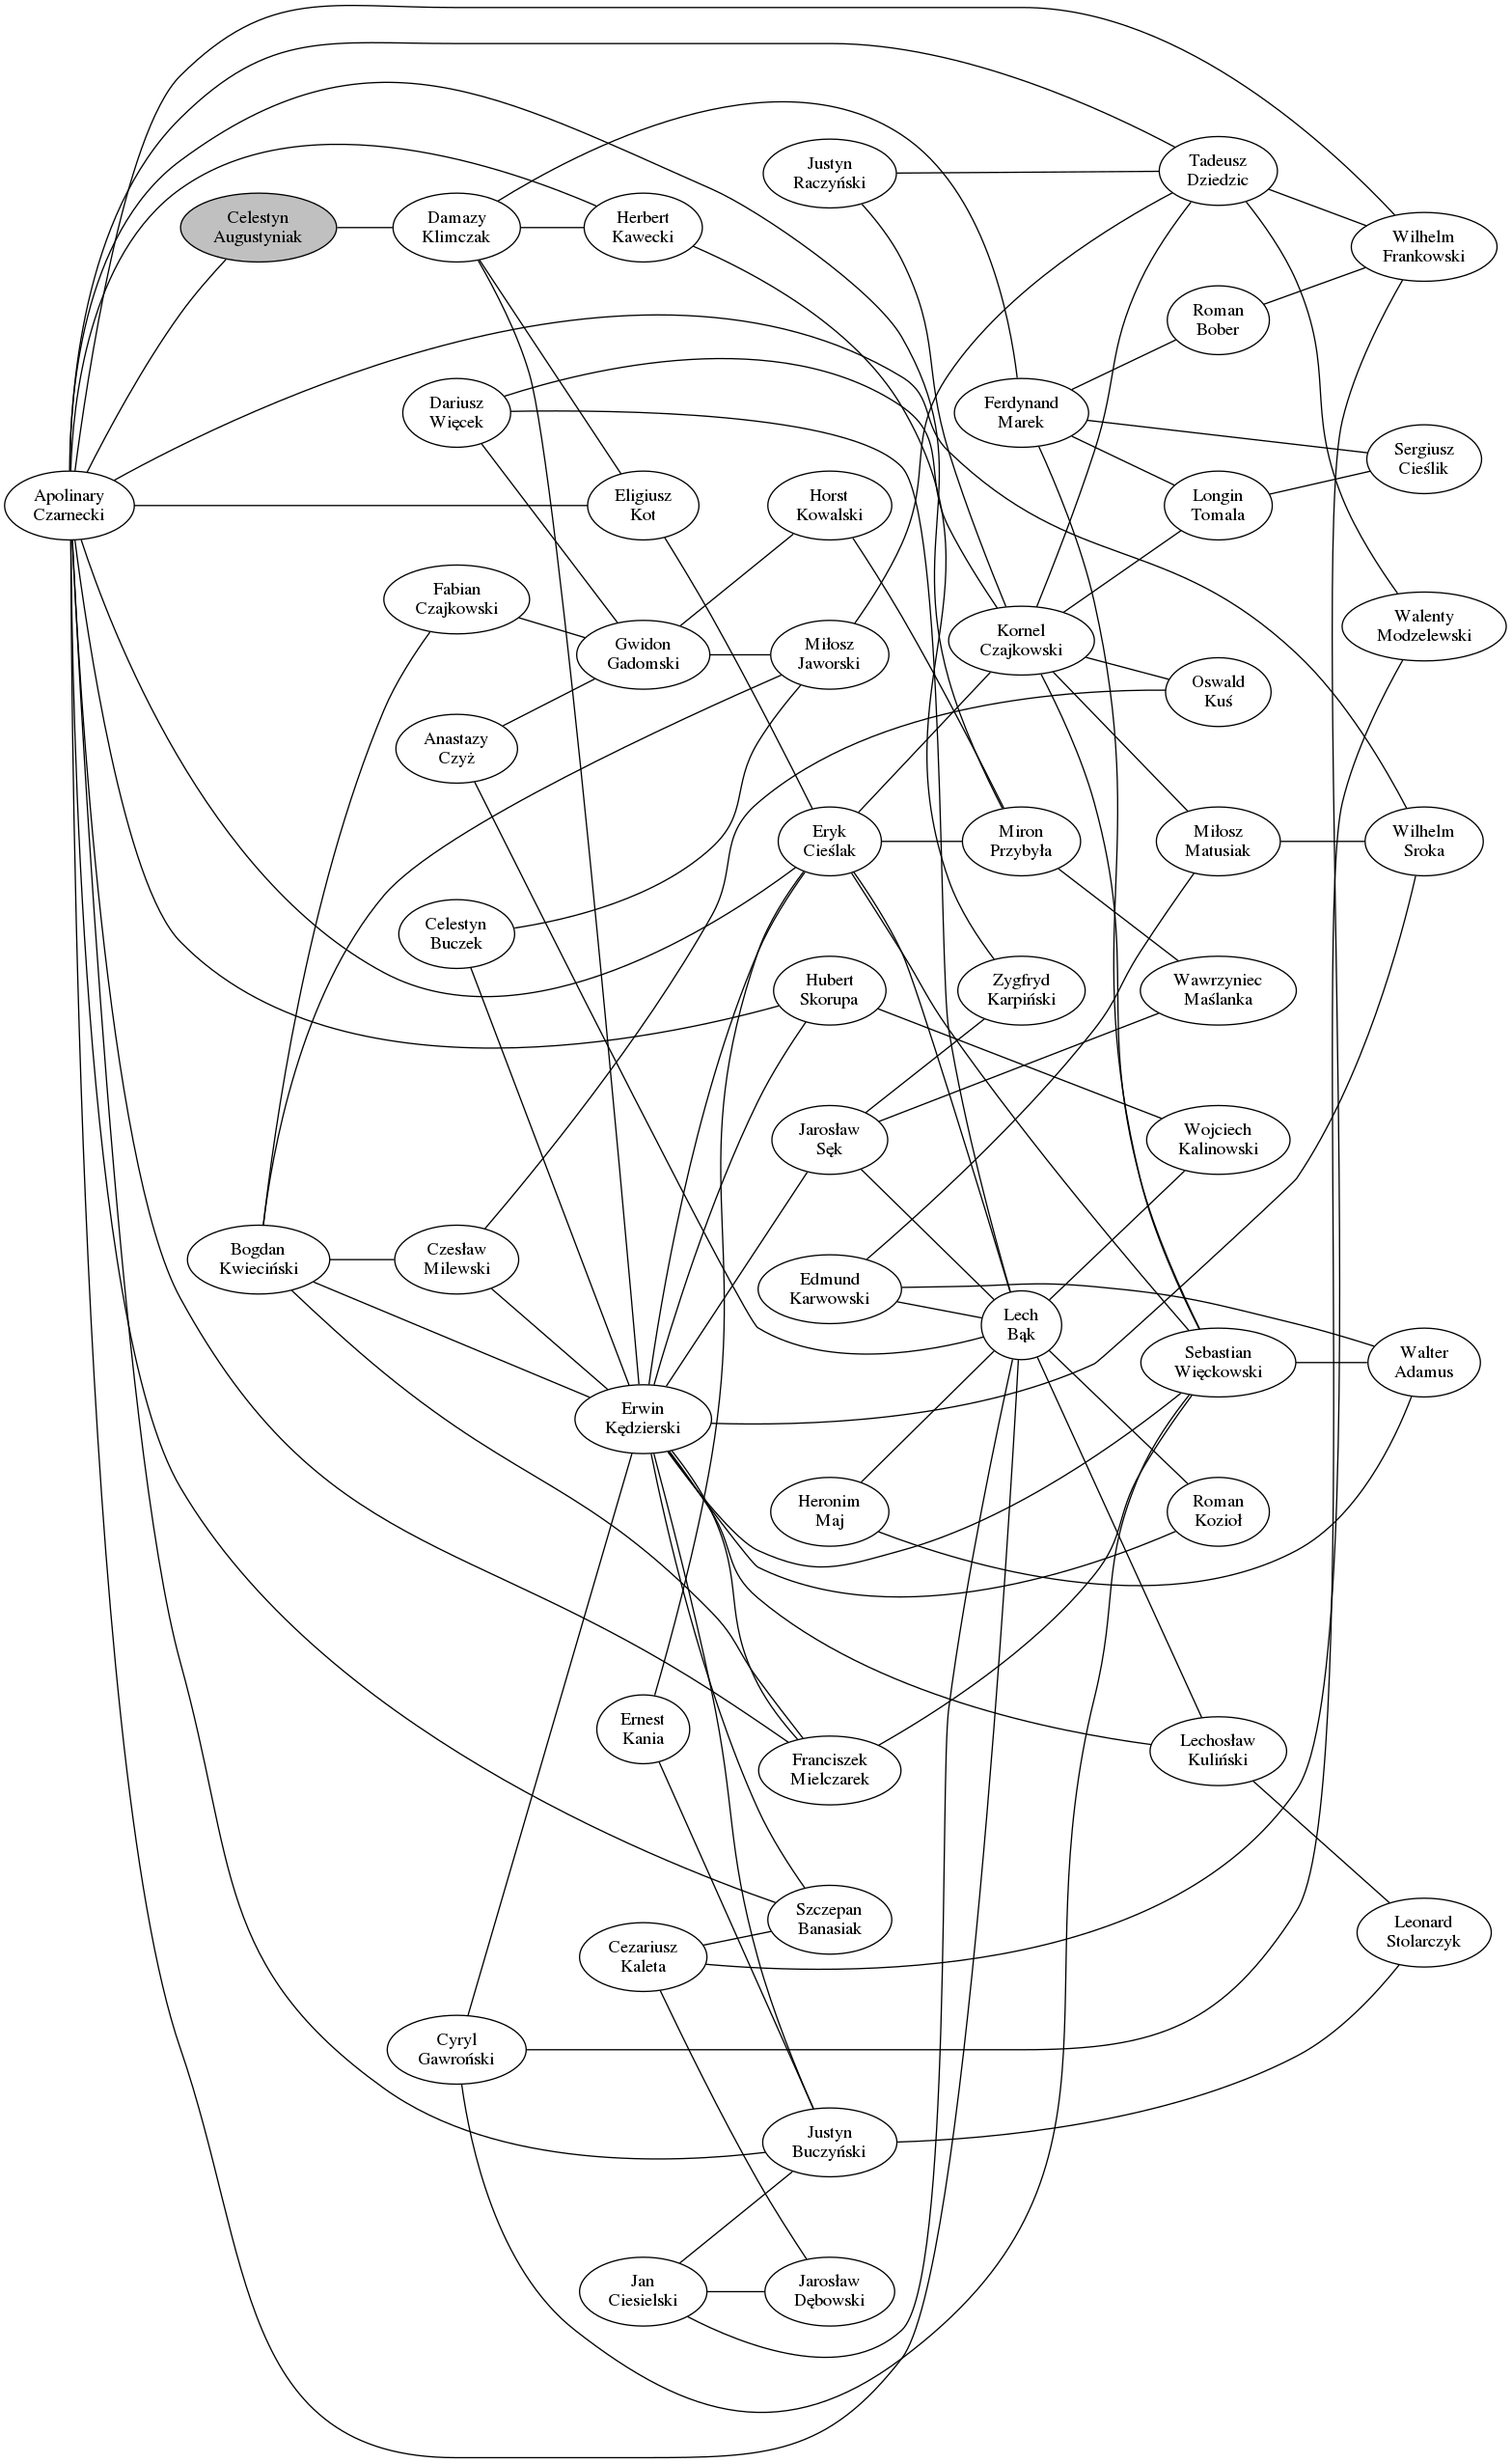 Tadeusz
Dziedzic
Justyn
Raczyński
Celestyn
Augustyniak
Damazy
Klimczak
Herbert
Kawecki
Wilhelm
Frankowski
Roman
Bober
Dariusz
Więcek
Ferdynand
Marek
Sergiusz
Cieślik
Apolinary
Czarnecki
Eligiusz
Kot
Horst
Kowalski
Longin
Tomala
Fabian
Czajkowski
Gwidon
Gadomski
Miłosz
Jaworski
Kornel
Czajkowski
Walenty
Modzelewski
Oswald
Kuś
Anastazy
Czyż
Eryk
Cieślak
Miron
Przybyła
Miłosz
Matusiak
Wilhelm
Sroka
Celestyn
Buczek
Hubert
Skorupa
Zygfryd
Karpiński
Wawrzyniec
Maślanka
Jarosław
Sęk
Wojciech
Kalinowski
Bogdan
Kwieciński
Czesław
Milewski
Edmund
Karwowski
Lech
Bąk
Sebastian
Więckowski
Walter
Adamus
Erwin
Kędzierski
Heronim
Maj
Roman
Kozioł
Ernest
Kania
Franciszek
Mielczarek
Lechosław
Kuliński
Szczepan
Banasiak
Leonard
Stolarczyk
Cezariusz
Kaleta
Cyryl
Gawroński
Justyn
Buczyński
Jan
Ciesielski
Jarosław
Dębowski